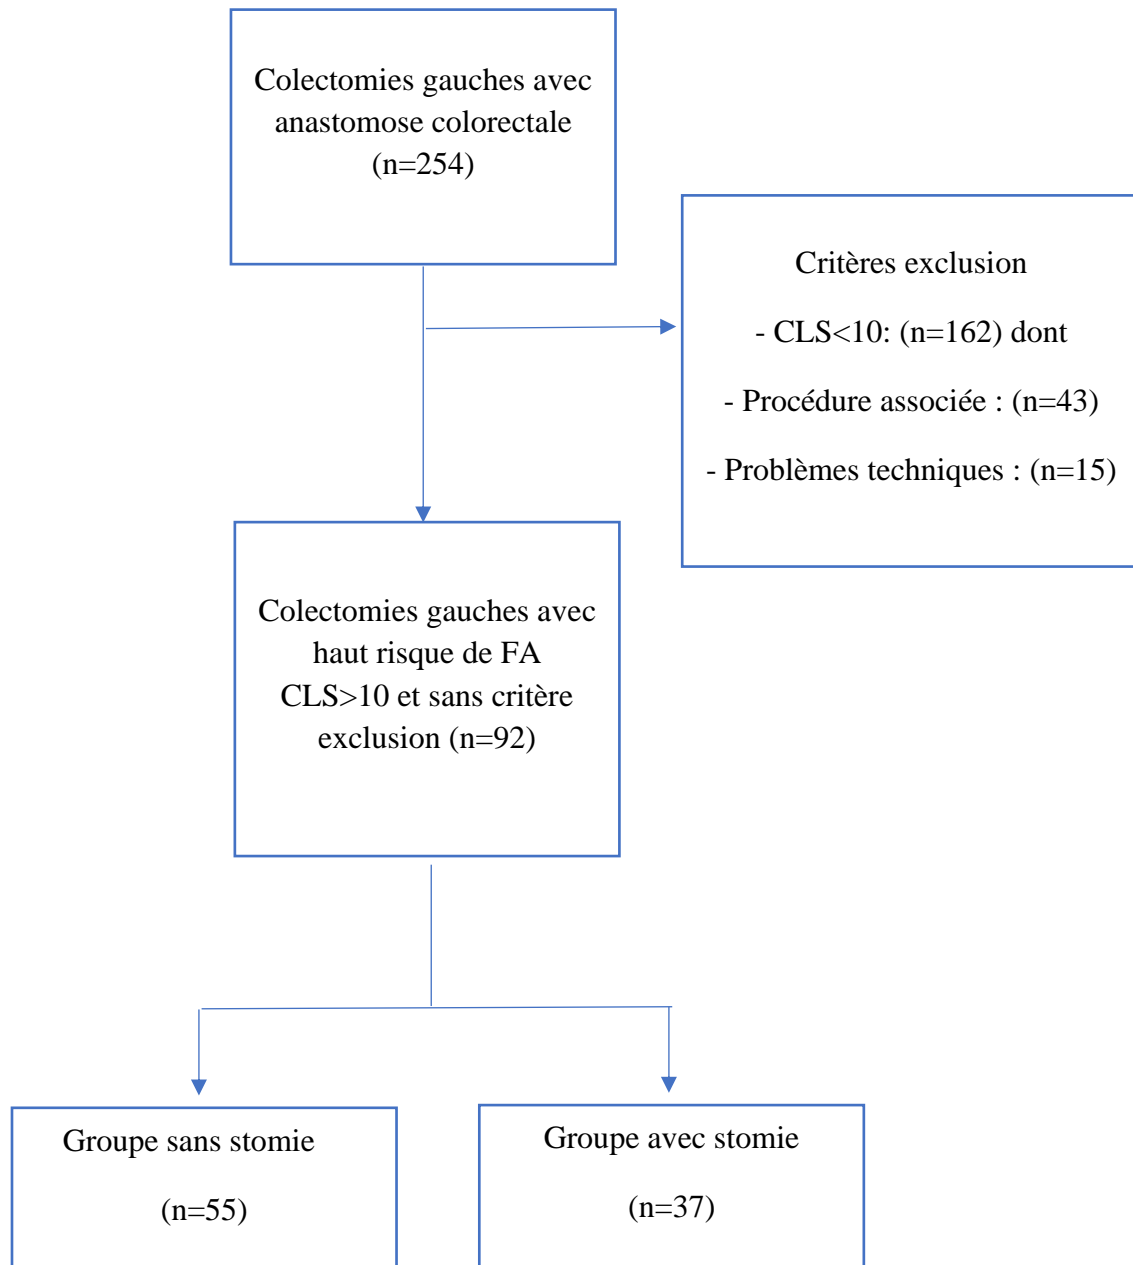 Colectomies gauches avec
anastomose colorectale
(n=254)
Critères exclusion
- CLS<10: (n=162) dont
- Procédure associée : (n=43)
- Problèmes techniques : (n=15)
Colectomies gauches avec
haut risque de FA
CLS>10 et sans critère
exclusion (n=92)
Groupe sans stomie
(n=55)
Groupe avec stomie
(n=37)